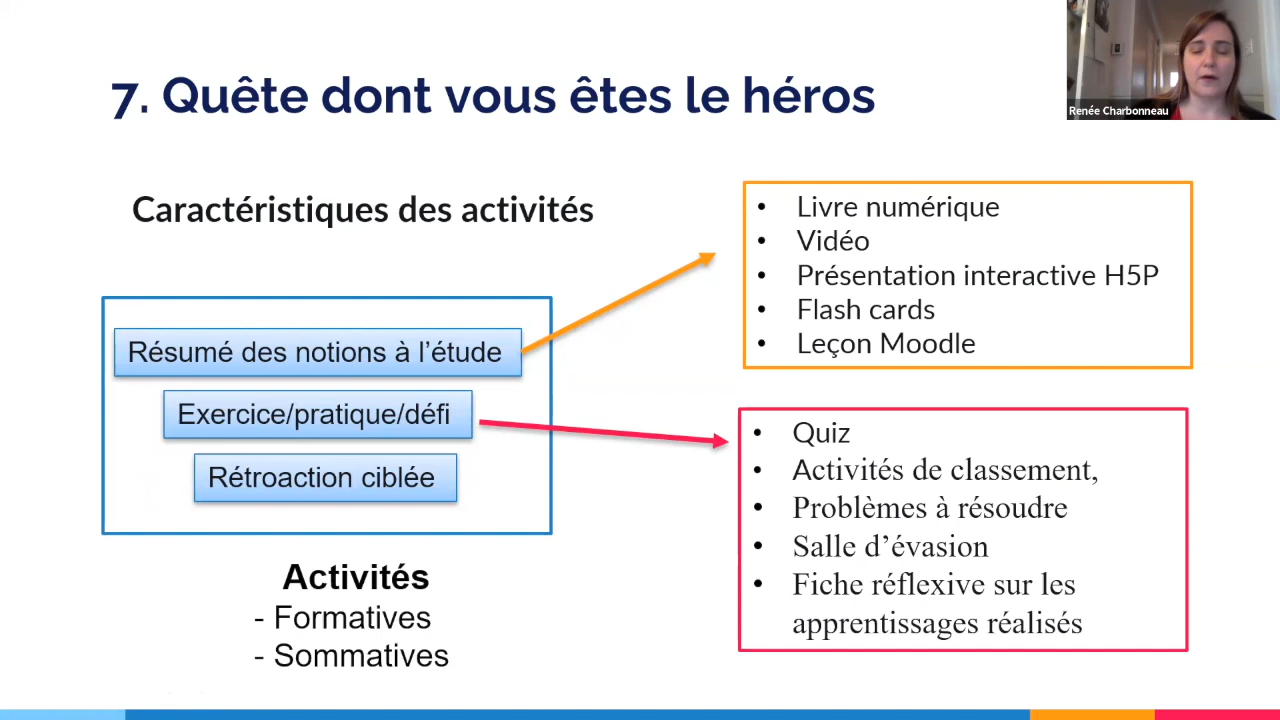 7. Quête dont vous êtes le héros
Renée Charbonneau
Caractéristiques des activités
Résumé des notions à l’étude
Exercice/pratique/défi
Rétroaction ciblée
Activités
- Formatives
- Sommatives
• Livre numérique
• Vidéo
• Présentation interactive H5P
• Flash cards
• Leçon Moodle
• Quiz
• Activités de classement,
• Problèmes à résoudre
• Salle d’évasion
• Fiche réflexive sur les
apprentissages réalisés